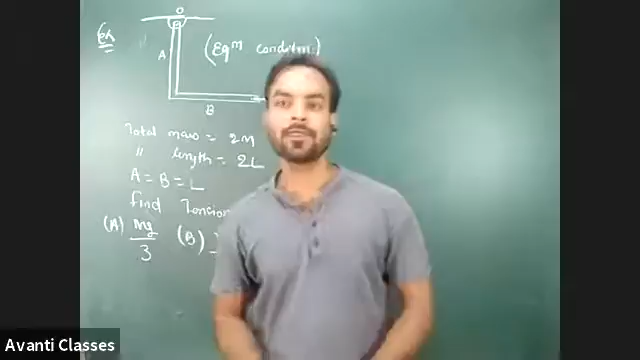 O
Ex
A
(Eqm condition)
B
Total mass = 2M
" length = 2L
A = B = L
find Tension
(A) mg/3 (B)
Avanti Classes